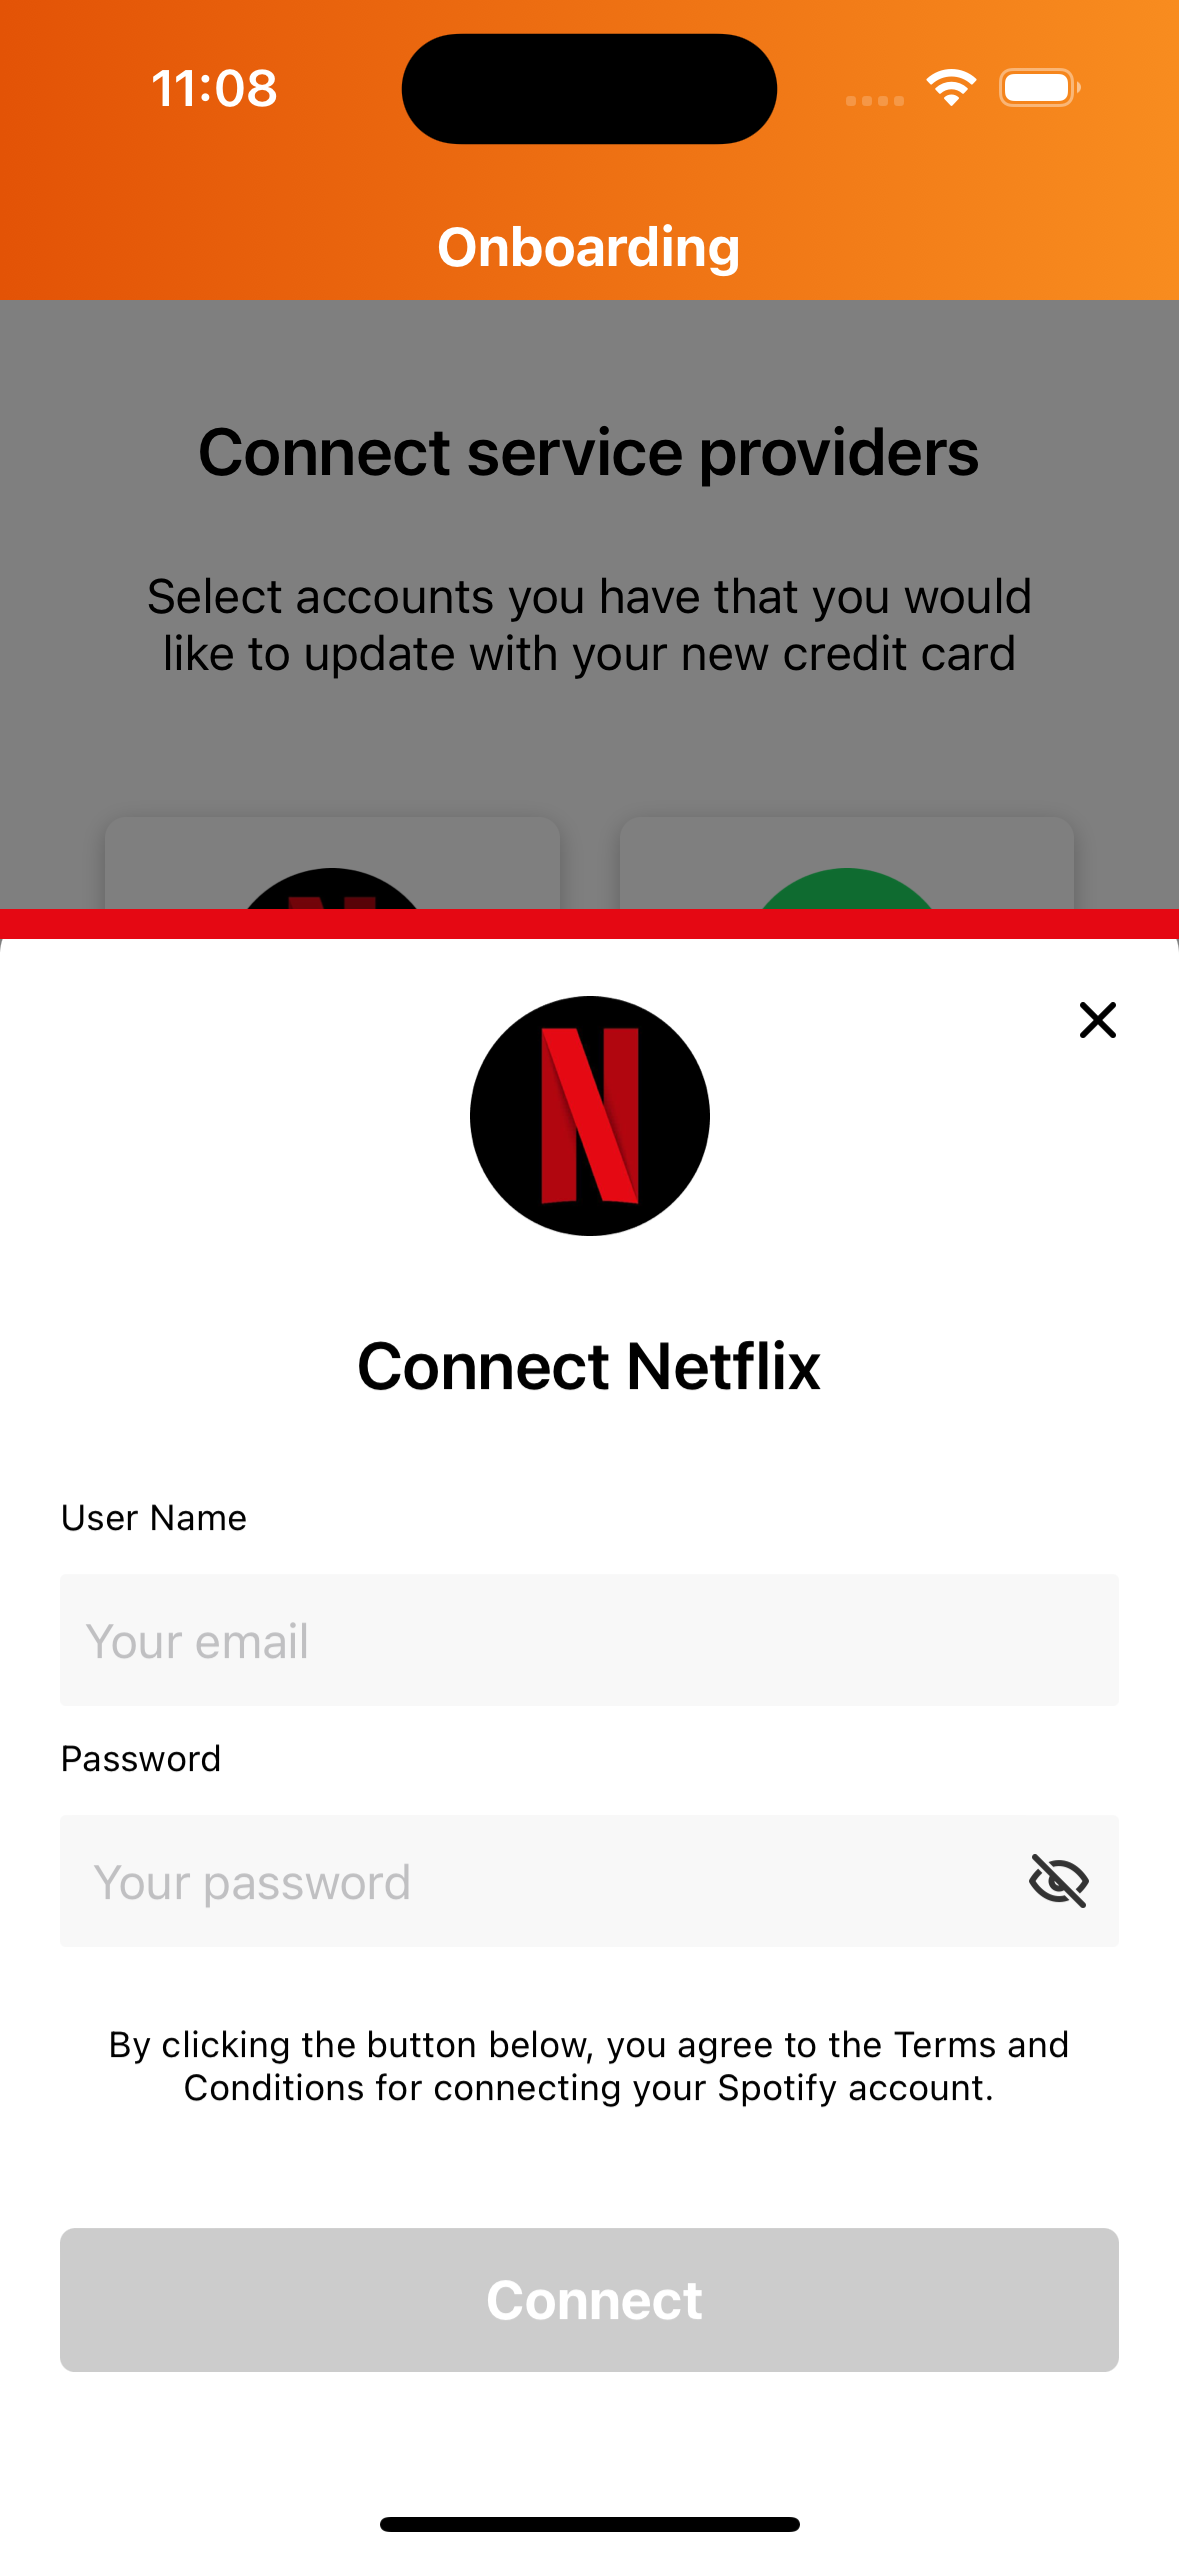 11:08
Onboarding
Connect service providers
Select accounts you have that you would
like to update with your new credit card
N
Connect Netflix
User Name
Your email
Password
Your password
By clicking the button below, you agree to the Terms and
Conditions for connecting your Spotify account.
Connect